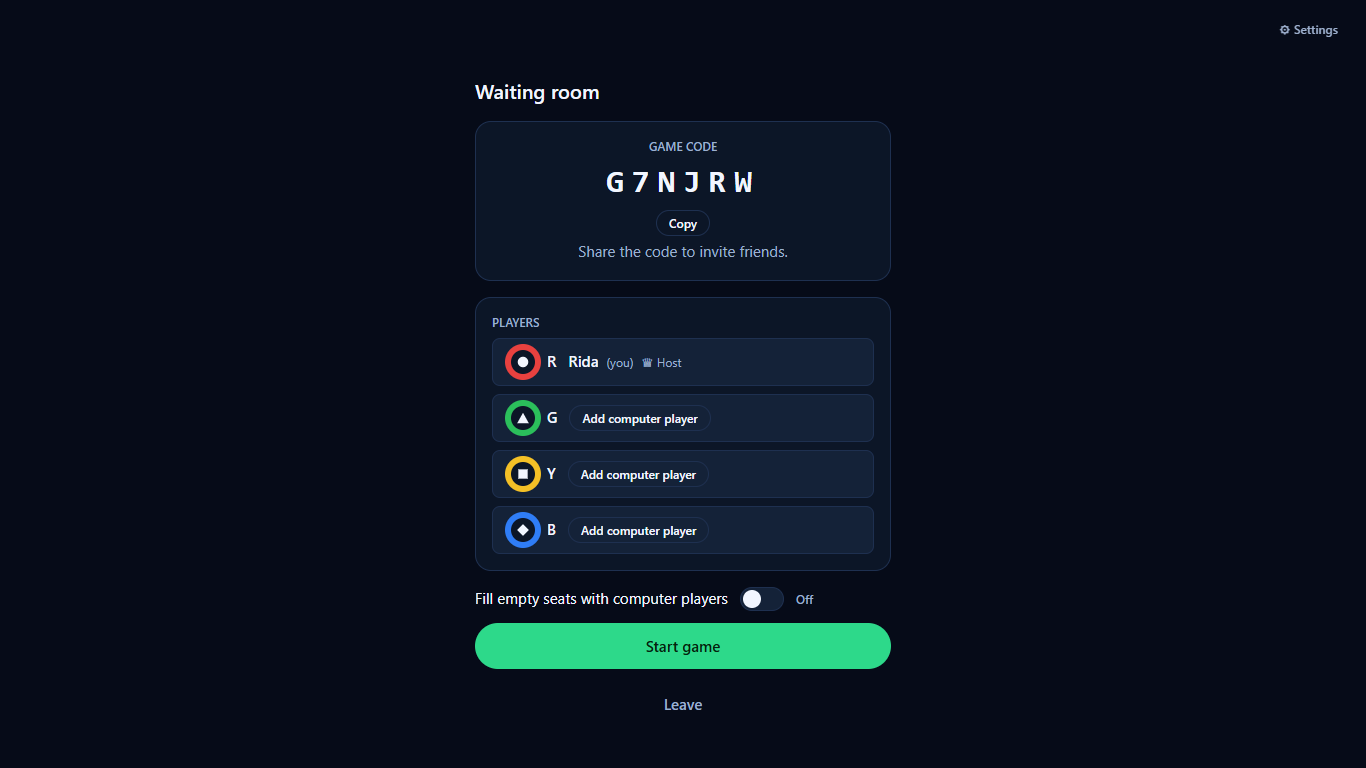 ⚙ Settings
Waiting room
GAME CODE
G7NJRW
Copy
Share the code to invite friends.
PLAYERS
R Rida (you) ♛ Host
G Add computer player
Y Add computer player
B Add computer player
Fill empty seats with computer players Off
Start game
Leave